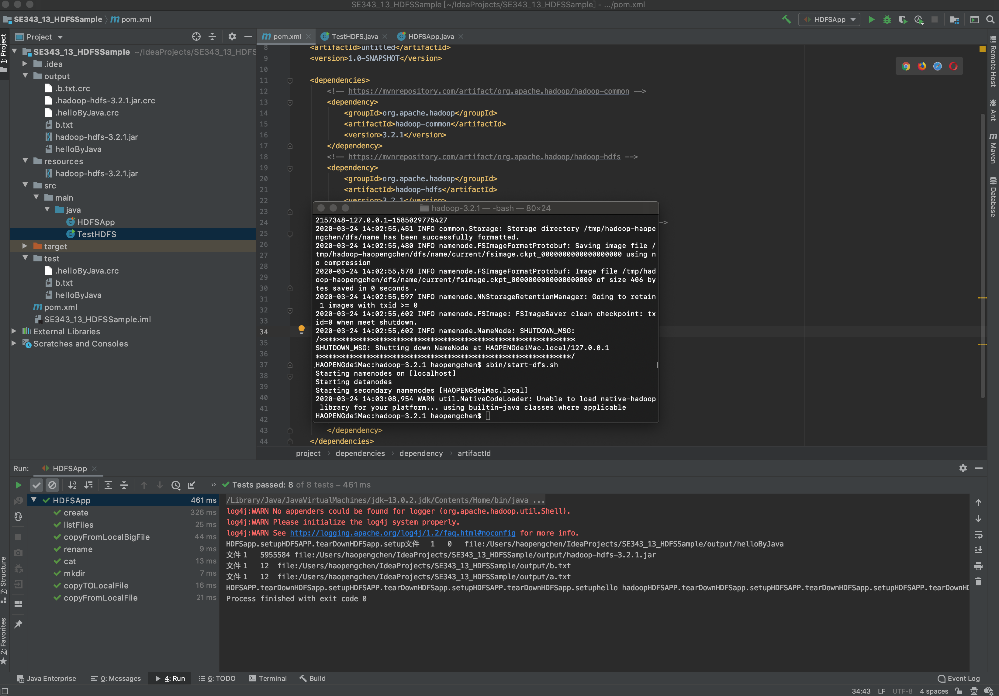 SE343_13_HDFSSample [~/IdeaProjects/SE343_13_HDFSSample] - .../pom.xml
SE343_13_HDFSSample 〉 m pom.xml
HDFSApp
1: Project
Project
pom.xml
TestHDFS.java
HDFSApp.java
SE343_13_HDFSSample ~/IdeaProjects/SE343_13_HDFS
.idea
output
.b.txt.crc
.hadoop-hdfs-3.2.1.jar.crc
.helloByJava.crc
b.txt
hadoop-hdfs-3.2.1.jar
helloByJava
resources
hadoop-hdfs-3.2.1.jar
src
main
java
HDFSApp
TestHDFS
target
test
.helloByJava.crc
b.txt
helloByJava
pom.xml
SE343_13_HDFSSample.iml
External Libraries
Scratches and Consoles
8 <artifactId>untitled</artifactId>
9 <version>1.0-SNAPSHOT</version>
10
11 <dependencies>
12 <!-- https://mvnrepository.com/artifact/org.apache.hadoop/hadoop-common -->
13 <dependency>
14 <groupId>org.apache.hadoop</groupId>
15 <artifactId>hadoop-common</artifactId>
16 <version>3.2.1</version>
17 </dependency>
18 <!-- https://mvnrepository.com/artifact/org.apache.hadoop/hadoop-hdfs -->
19 <dependency>
20 <groupId>org.apache.hadoop</groupId>
21 <artifactId>hadoop-hdfs</artifactId>
22 <version>3.2.1</version>
23
24 -->
25
26
27
28
29
30
31
32
33
34
35
36
37
38
39
40
41
42
43 </dependency>
44 </dependencies>
hadoop-3.2.1 — -bash — 80×24
2157348-127.0.0.1-1585029775427
2020-03-24 14:02:55,451 INFO common.Storage: Storage directory /tmp/hadoop-haope
ngchen/dfs/name has been successfully formatted.
2020-03-24 14:02:55,480 INFO namenode.FSImageFormatProtobuf: Saving image file /
tmp/hadoop-haopengchen/dfs/name/current/fsimage.ckpt_0000000000000000000 using n
o compression
2020-03-24 14:02:55,578 INFO namenode.FSImageFormatProtobuf: Image file /tmp/had
oop-haopengchen/dfs/name/current/fsimage.ckpt_0000000000000000000 of size 406 by
tes saved in 0 seconds .
2020-03-24 14:02:55,597 INFO namenode.NNStorageRetentionManager: Going to retain
1 images with txid >= 0
2020-03-24 14:02:55,602 INFO namenode.FSImage: FSImageSaver clean checkpoint: tx
id=0 when meet shutdown.
2020-03-24 14:02:55,602 INFO namenode.NameNode: SHUTDOWN_MSG:
/************************************************************
SHUTDOWN_MSG: Shutting down NameNode at HAOPENGdeiMac.local/127.0.0.1
************************************************************/
[HAOPENGdeiMac:hadoop-3.2.1 haopengchen$ sbin/start-dfs.sh ]
Starting namenodes on [localhost]
Starting datanodes
Starting secondary namenodes [HAOPENGdeiMac.local]
2020-03-24 14:03:08,954 WARN util.NativeCodeLoader: Unable to load native-hadoop
library for your platform... using builtin-java classes where applicable
HAOPENGdeiMac:hadoop-3.2.1 haopengchen$
project › dependencies › dependency › artifactId
Remote Host
Ant
Maven
Database
Run: HDFSApp
Tests passed: 8 of 8 tests – 461 ms
HDFSApp 461 ms
create 326 ms
listFiles 25 ms
copyFromLocalBigFile 44 ms
rename 9 ms
cat 13 ms
mkdir 7 ms
copyTOLocalFile 16 ms
copyFromLocalFile 21 ms
/Library/Java/JavaVirtualMachines/jdk-13.0.2.jdk/Contents/Home/bin/java ...
log4j:WARN No appenders could be found for logger (org.apache.hadoop.util.Shell).
log4j:WARN Please initialize the log4j system properly.
log4j:WARN See http://logging.apache.org/log4j/1.2/faq.html#noconfig for more info.
HDFSapp.setupHDFSAPP.tearDownHDFSapp.setup文件 1 0 file:/Users/haopengchen/IdeaProjects/SE343_13_HDFSSample/output/helloByJava
文件 1 5955584 file:/Users/haopengchen/IdeaProjects/SE343_13_HDFSSample/output/hadoop-hdfs-3.2.1.jar
文件 1 12 file:/Users/haopengchen/IdeaProjects/SE343_13_HDFSSample/output/b.txt
文件 1 12 file:/Users/haopengchen/IdeaProjects/SE343_13_HDFSSample/output/a.txt
HDFSAPP.tearDownHDFSapp.setupHDFSAPP.tearDownHDFSapp.setupHDFSAPP.tearDownHDFSapp.setuphello hadoopHDFSAPP.tearDownHDFSapp.setupHDFSAPP.tearDownHDFSapp.setupHDFSAPP.tearDownHD
Process finished with exit code 0
Z: Structure
2: Favorites
Java Enterprise
0: Messages
4: Run
6: TODO
Terminal
Build
Event Log
34:43 LF UTF-8 4 spaces